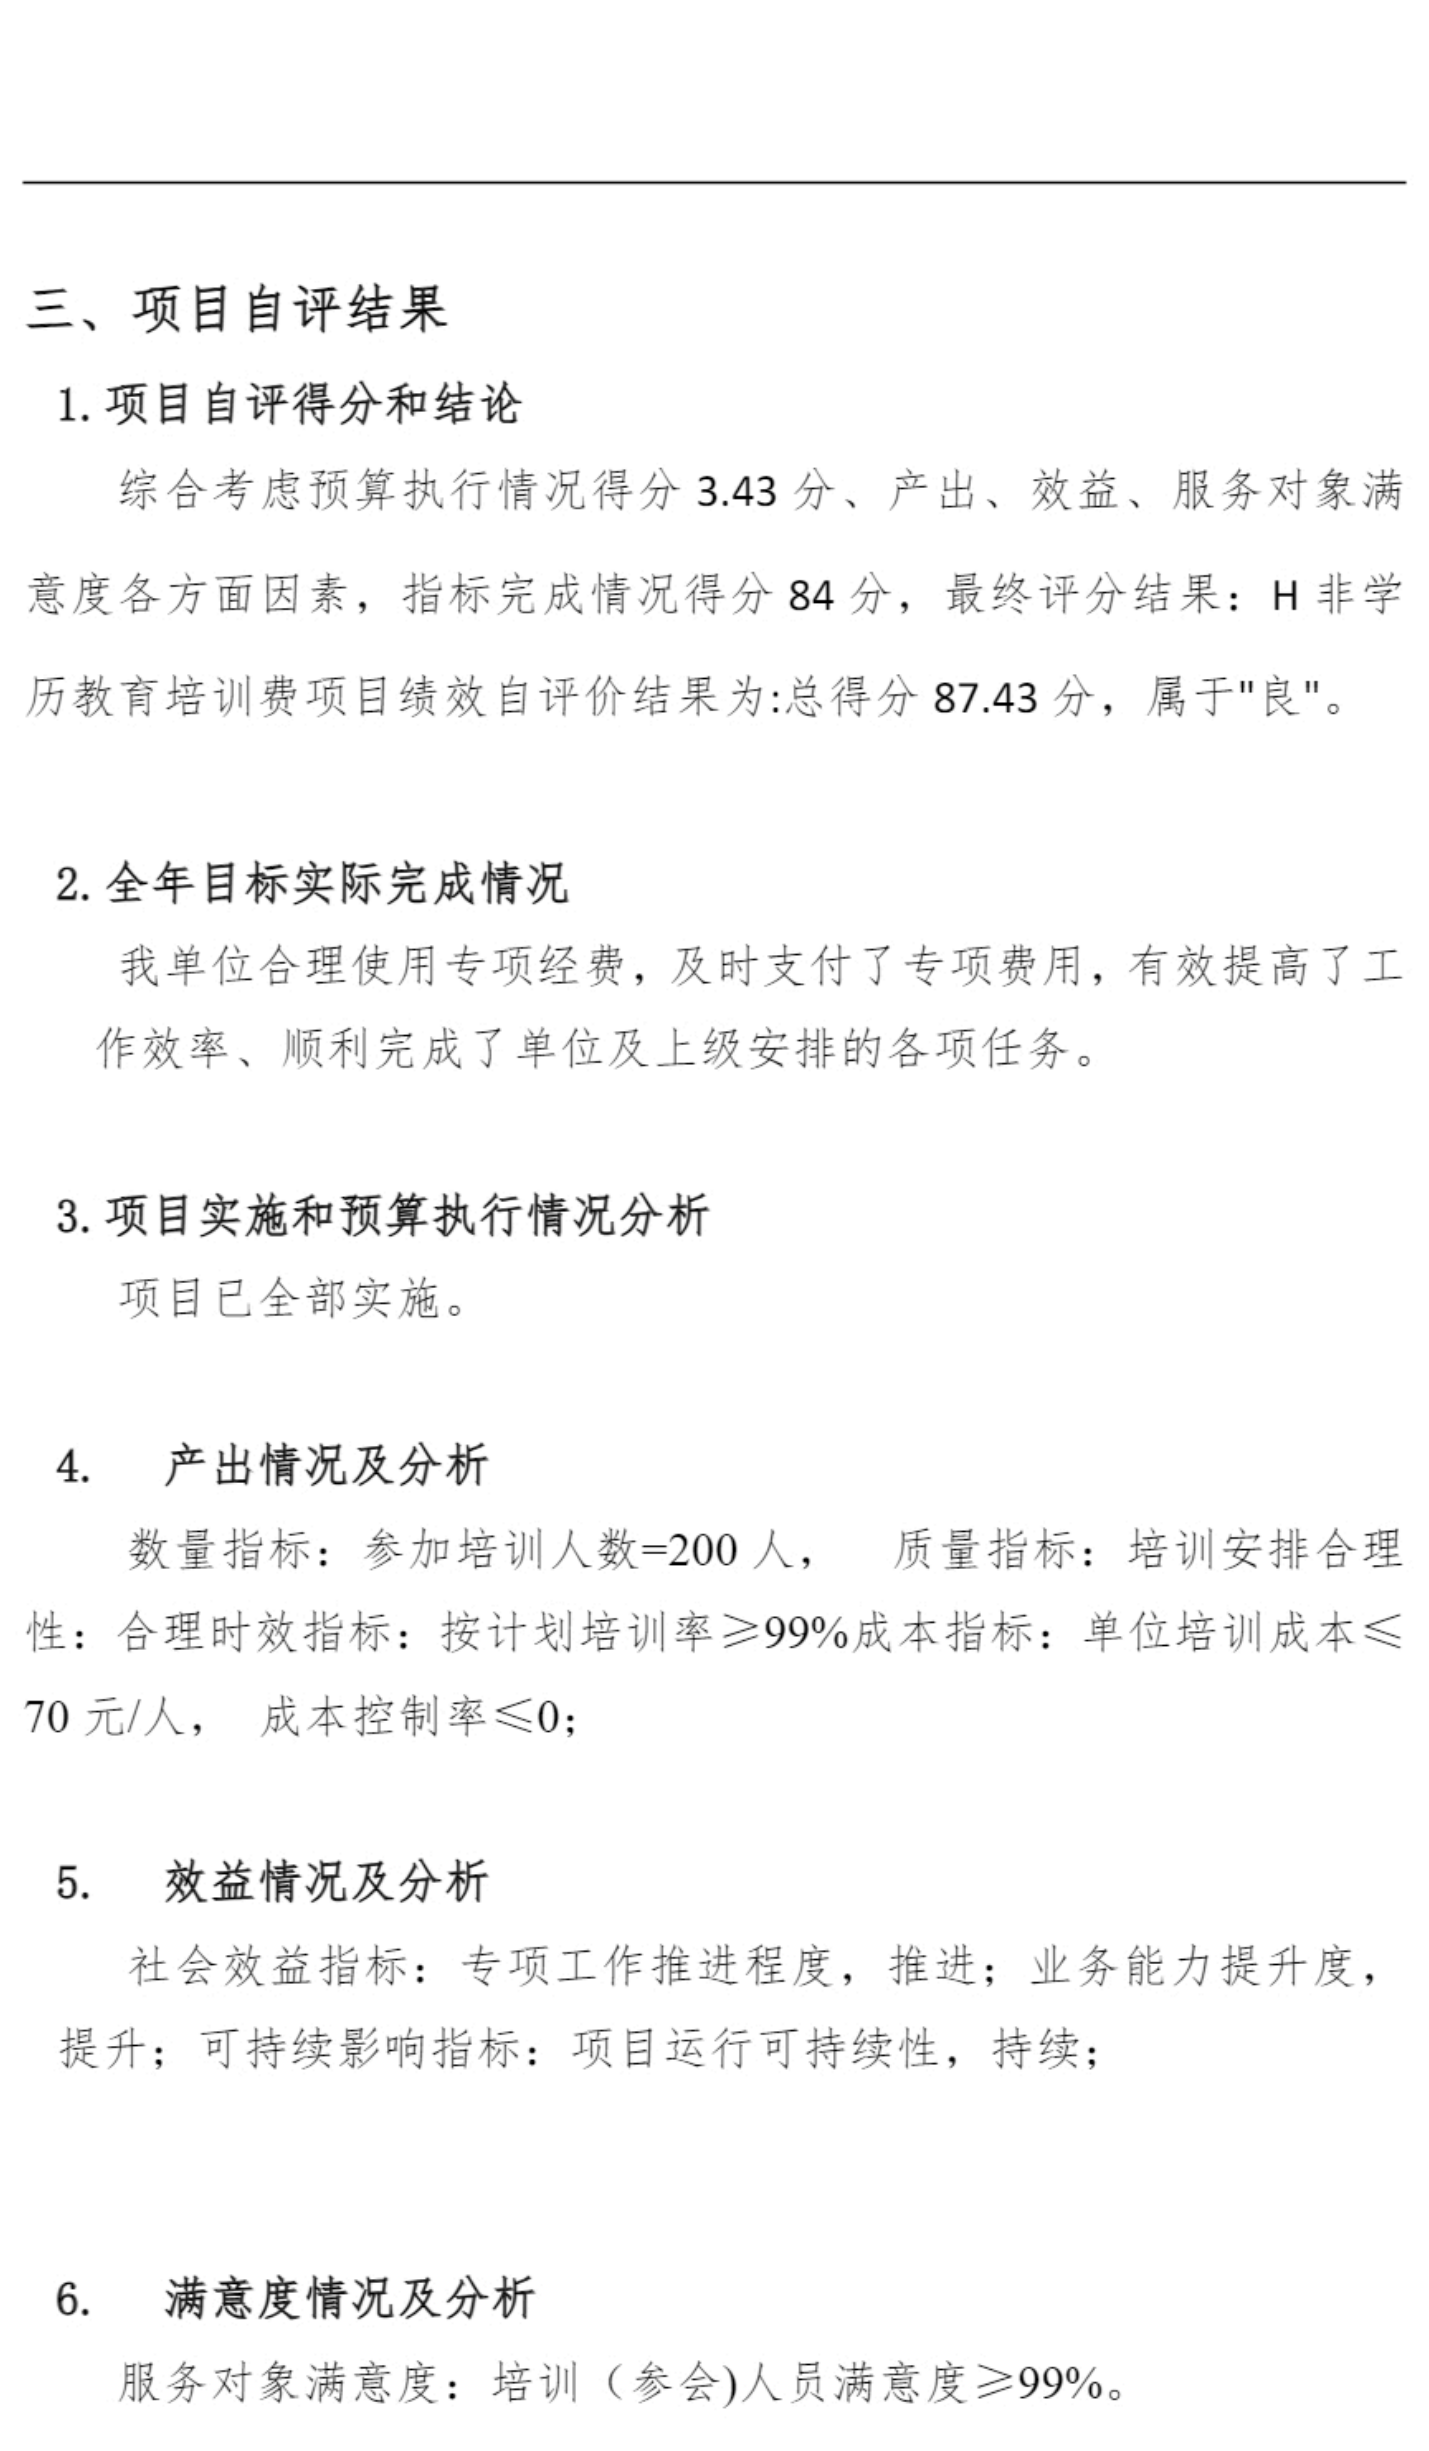 三、项目自评结果
1.项目自评得分和结论
综合考虑预算执行情况得分 3.43 分、产出、效益、服务对象满
意度各方面因素，指标完成情况得分 84 分，最终评分结果：H 非学
历教育培训费项目绩效自评价结果为:总得分 87.43 分，属于"良"。
2.全年目标实际完成情况
我单位合理使用专项经费，及时支付了专项费用，有效提高了工
作效率、顺利完成了单位及上级安排的各项任务。
3.项目实施和预算执行情况分析
项目已全部实施。
4. 产出情况及分析
数量指标：参加培训人数=200 人， 质量指标：培训安排合理
性：合理时效指标：按计划培训率≥99%成本指标：单位培训成本≤
70 元/人， 成本控制率≤0；
5. 效益情况及分析
社会效益指标：专项工作推进程度，推进；业务能力提升度，
提升；可持续影响指标：项目运行可持续性，持续；
6. 满意度情况及分析
服务对象满意度：培训（参会)人员满意度≥99%。